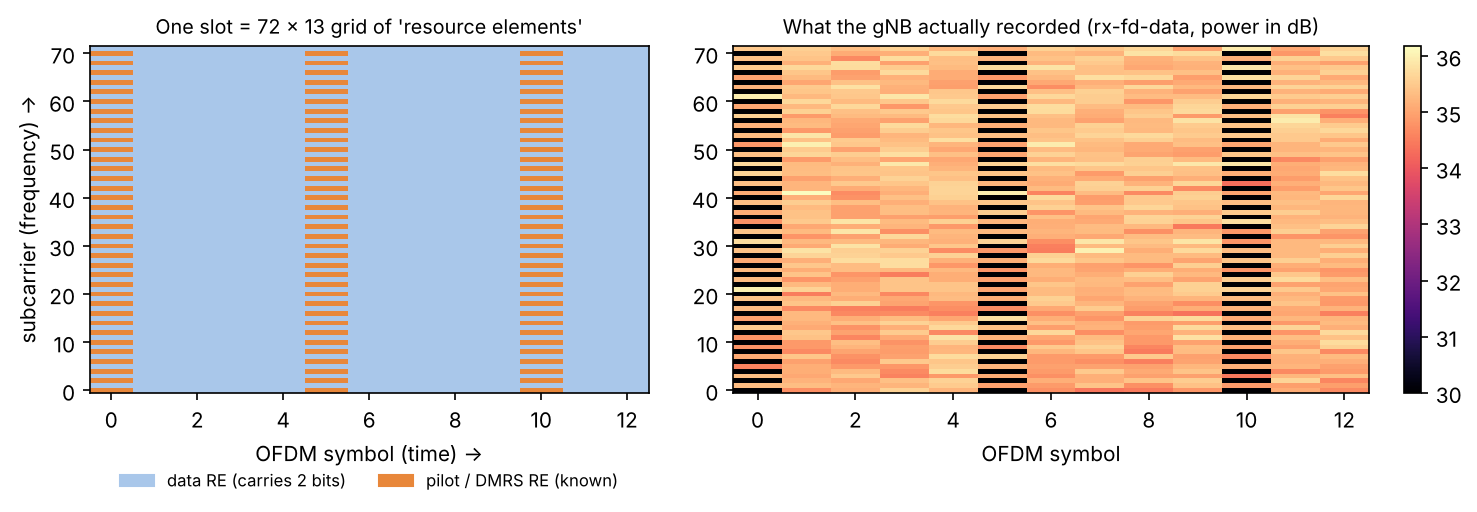 One slot = 72 × 13 grid of 'resource elements'
subcarrier (frequency) →
70
60
50
40
30
20
10
0
0 2 4 6 8 10 12
OFDM symbol (time) →
data RE (carries 2 bits) pilot / DMRS RE (known)
What the gNB actually recorded (rx-fd-data, power in dB)
70
60
50
40
30
20
10
0
0 2 4 6 8 10 12
OFDM symbol
36
35
34
33
32
31
30